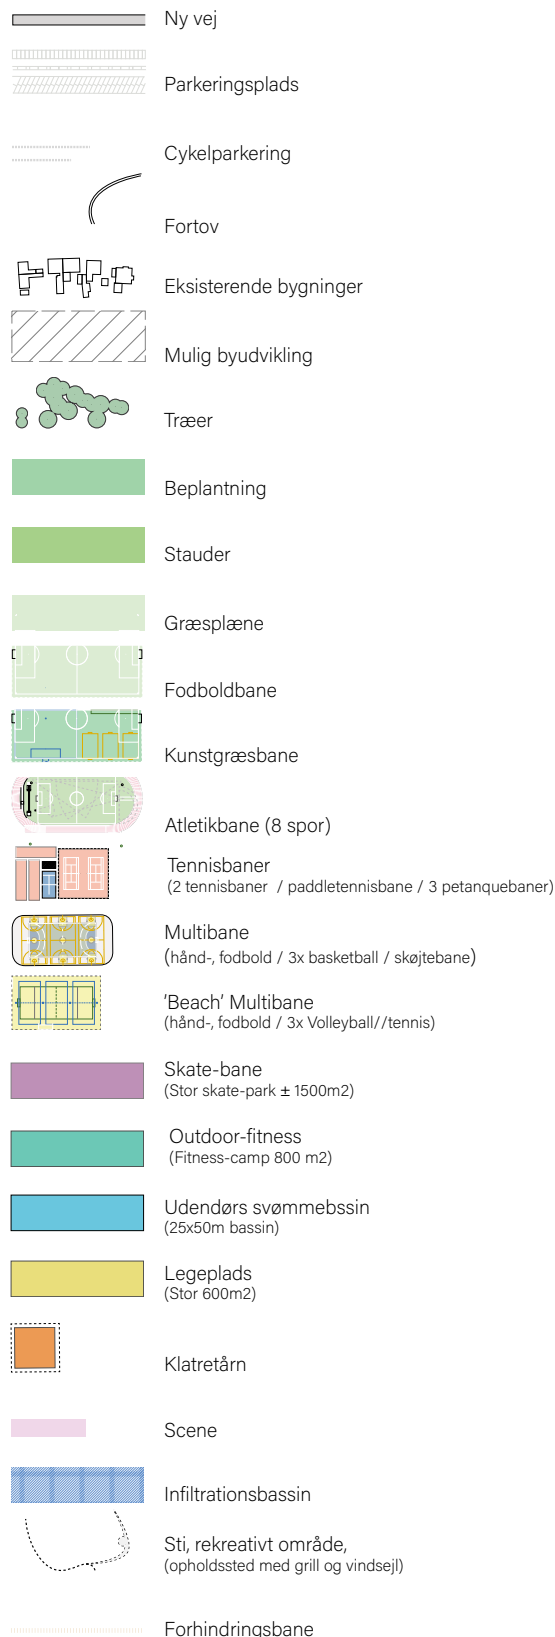 Ny vej
Parkeringsplads
Cykelparkering
Fortov
Eksisterende bygninger
Mulig byudvikling
Træer
Beplantning
Stauder
Græsplæne
Fodboldbane
Kunstgræsbane
Atletikbane (8 spor)
Tennisbaner
(2 tennisbaner / paddletennisbane / 3 petanquebaner)
Multibane
(hånd-, fodbold / 3x basketball / skøjtebane)
'Beach' Multibane
(hånd-, fodbold / 3x Volleyball//tennis)
Skate-bane
(Stor skate-park ± 1500m2)
Outdoor-fitness
(Fitness-camp 800 m2)
Udendørs svømmebssin
(25x50m bassin)
Legeplads
(Stor 600m2)
Klatretårn
Scene
Infiltrationsbassin
Sti, rekreativt område,
(opholdssted med grill og vindsejl)
Forhindringsbane